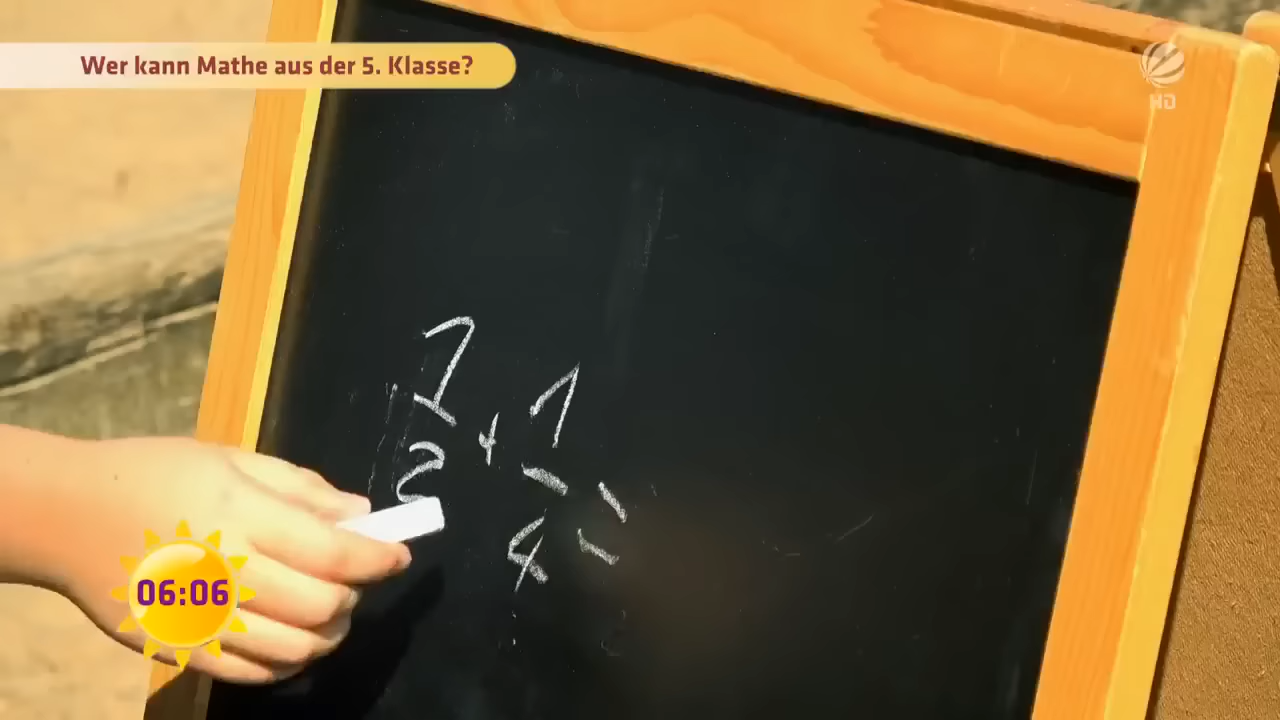 Wer kann Mathe aus der 5. Klasse?
HD
1/2 + 1/4 =
06:06